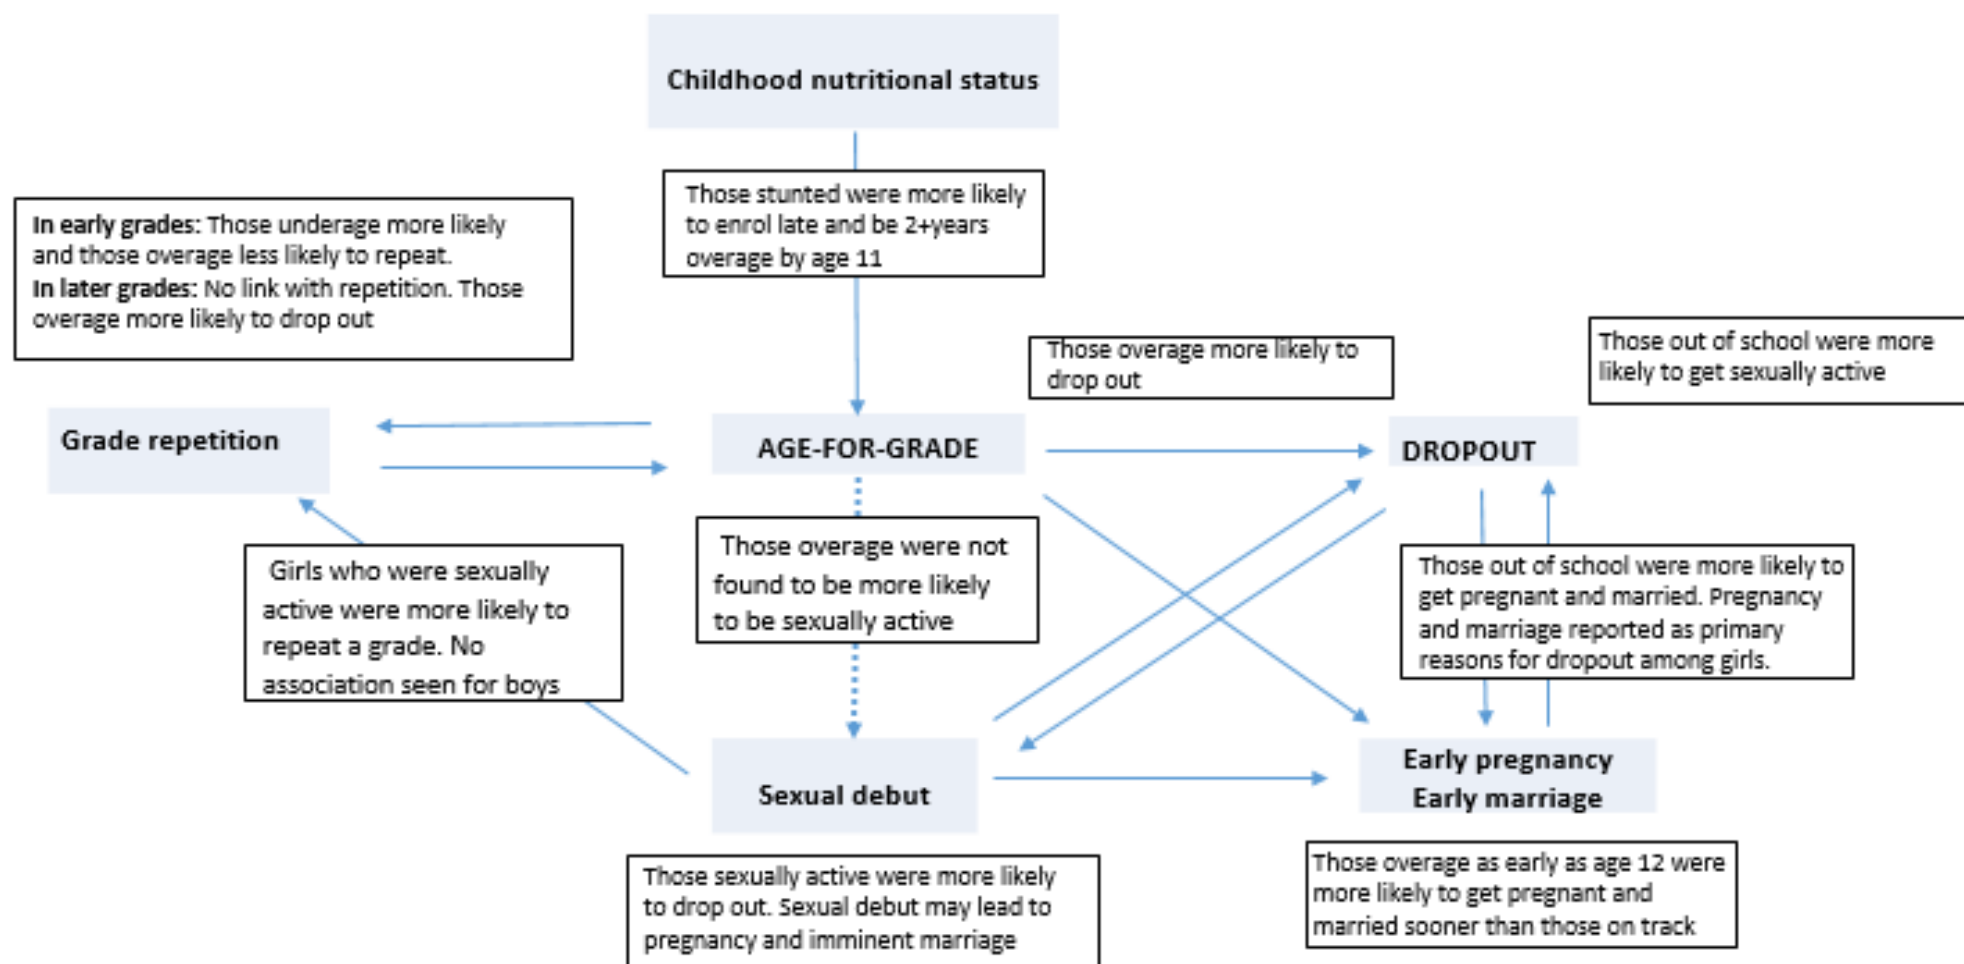 Childhood nutritional status
Those stunted were more likely
to enrol late and be 2+years
overage by age 11
In early grades: Those underage more likely
and those overage less likely to repeat.
In later grades: No link with repetition. Those
overage more likely to drop out
Those overage more likely to
drop out
Those out of school were more
likely to get sexually active
Grade repetition
AGE-FOR-GRADE
DROPOUT
Girls who were sexually
active were more likely to
repeat a grade. No
association seen for boys
Those overage were not
found to be more likely
to be sexually active
Those out of school were more likely to
get pregnant and married. Pregnancy
and marriage reported as primary
reasons for dropout among girls.
Sexual debut
Early pregnancy
Early marriage
Those sexually active were more likely
to drop out. Sexual debut may lead to
pregnancy and imminent marriage
Those overage as early as age 12 were
more likely to get pregnant and
married sooner than those on track